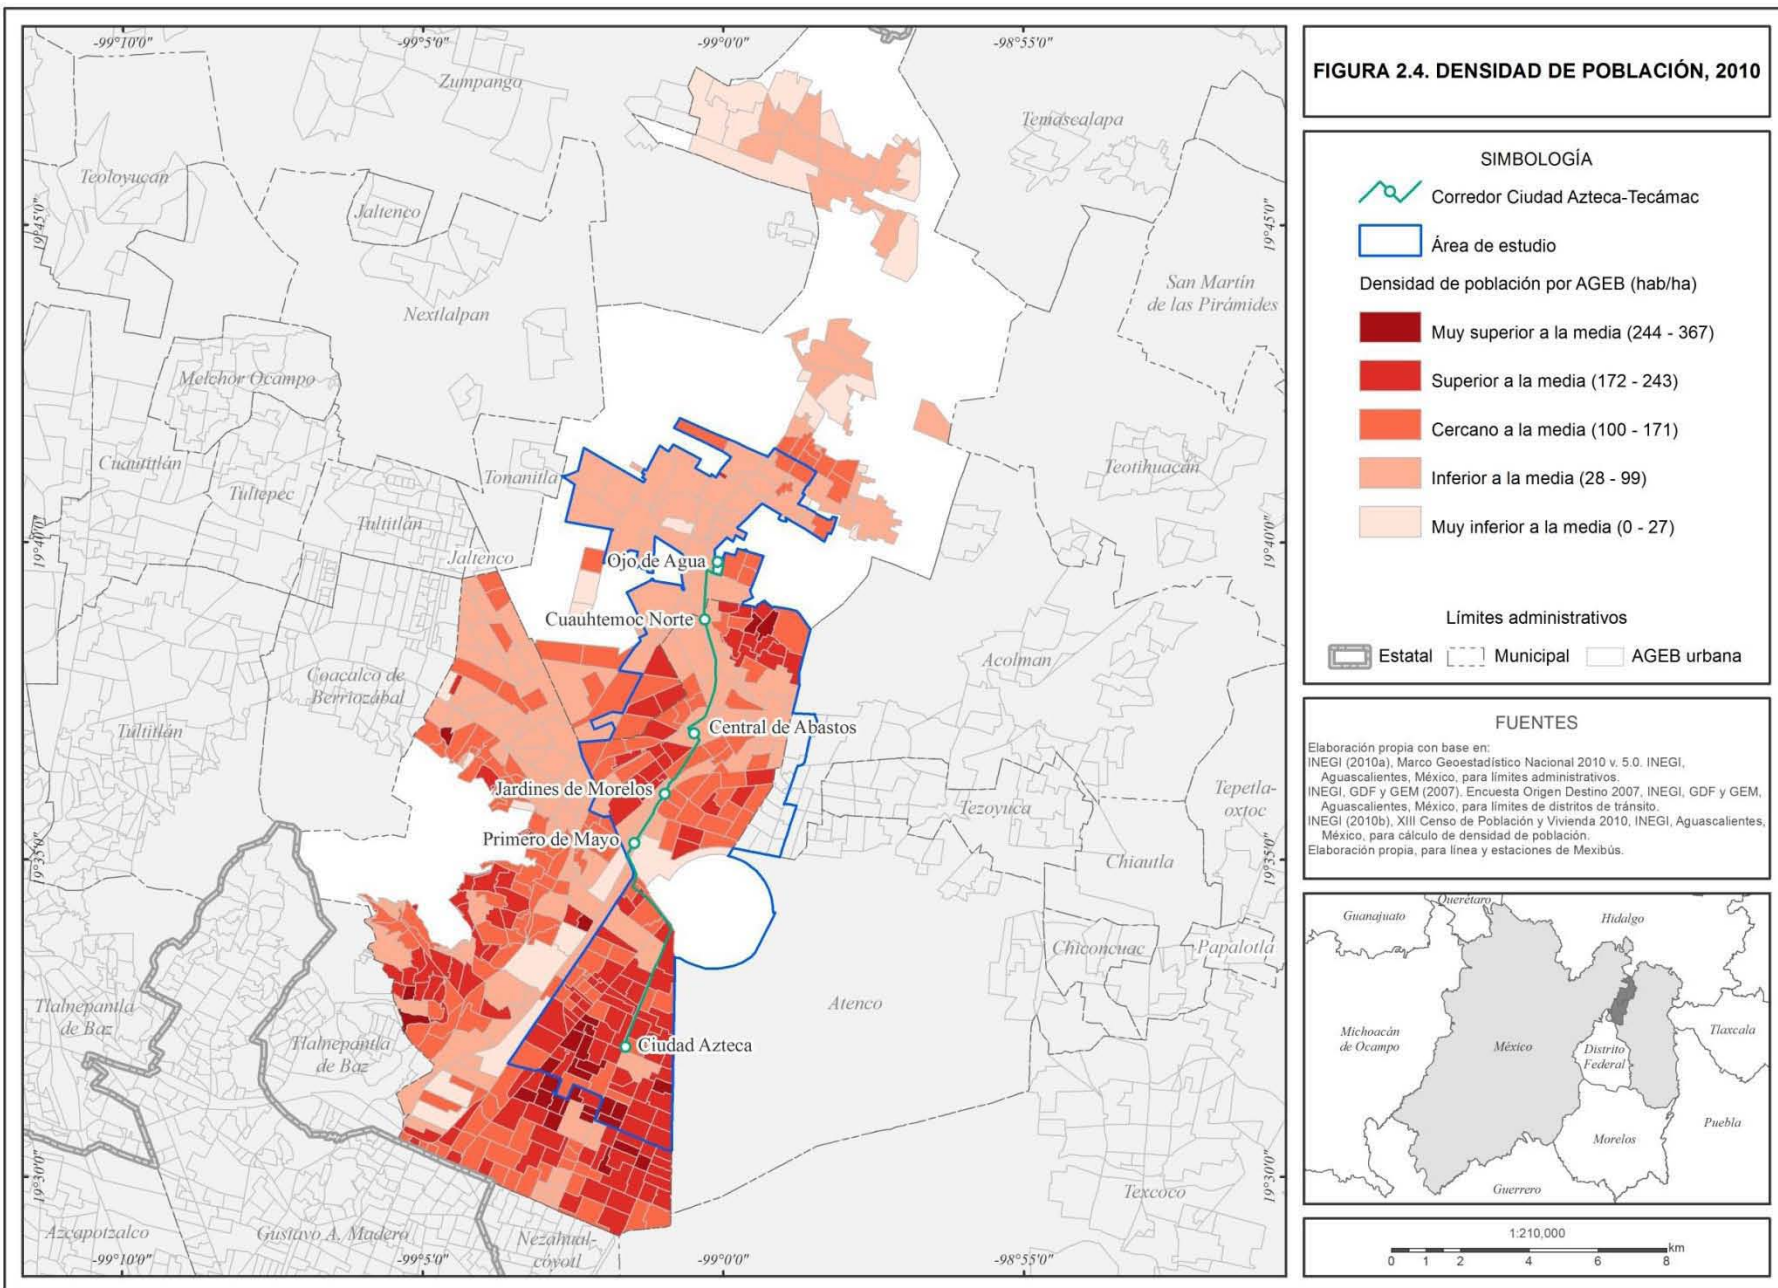 -99°10'0"
-99°5'0"
-99°0'0"
-98°55'0"
Zumpango
Temascalapa
Teoloyucan
Jaltenco
19°45'0"
19°45'0"
San Martín
de las Pirámides
Nextlalpan
Melchor Ocampo
Cuautitlán
Tultepec
Tonanitla
Teotihuacán
Tultitlán
19°40'0"
19°40'0"
Jaltenco
Ojo de Agua
Cuauhtemoc Norte
Acolman
Coacalco de
Berriozábal
Tultitlán
Central de Abastos
Jardines de Morelos
Tezoyuca
Tepetla-
oxtoc
Primero de Mayo
19°35'0"
19°35'0"
Chiautla
Chiconcuac
Papalotla
Tlalnepantla
de Baz
Atenco
Tlalnepantla
de Baz
Ciudad Azteca
19°30'0"
19°30'0"
Texcoco
Azcapotzalco
Gustavo A. Madero
Nezahual-
cóyotl
-99°10'0"
-99°5'0"
-99°0'0"
-98°55'0"
FIGURA 2.4. DENSIDAD DE POBLACIÓN, 2010
SIMBOLOGÍA
Corredor Ciudad Azteca-Tecámac
Área de estudio
Densidad de población por AGEB (hab/ha)
Muy superior a la media (244 - 367)
Superior a la media (172 - 243)
Cercano a la media (100 - 171)
Inferior a la media (28 - 99)
Muy inferior a la media (0 - 27)
Límites administrativos
Estatal Municipal AGEB urbana
FUENTES
Elaboración propia con base en:
INEGI (2010a), Marco Geoestadístico Nacional 2010 v. 5.0. INEGI,
Aguascalientes, México, para límites administrativos.
INEGI, GDF y GEM (2007). Encuesta Origen Destino 2007, INEGI, GDF y GEM,
Aguascalientes, México, para límites de distritos de tránsito.
INEGI (2010b), XIII Censo de Población y Vivienda 2010, INEGI, Aguascalientes,
México, para cálculo de densidad de población.
Elaboración propia, para línea y estaciones de Mexibús.
Querétaro
Guanajuato
Hidalgo
Michoacán
de Ocampo
México
Distrito
Federal
Tlaxcala
Puebla
Morelos
Guerrero
1:210,000
km
0 1 2 4 6 8